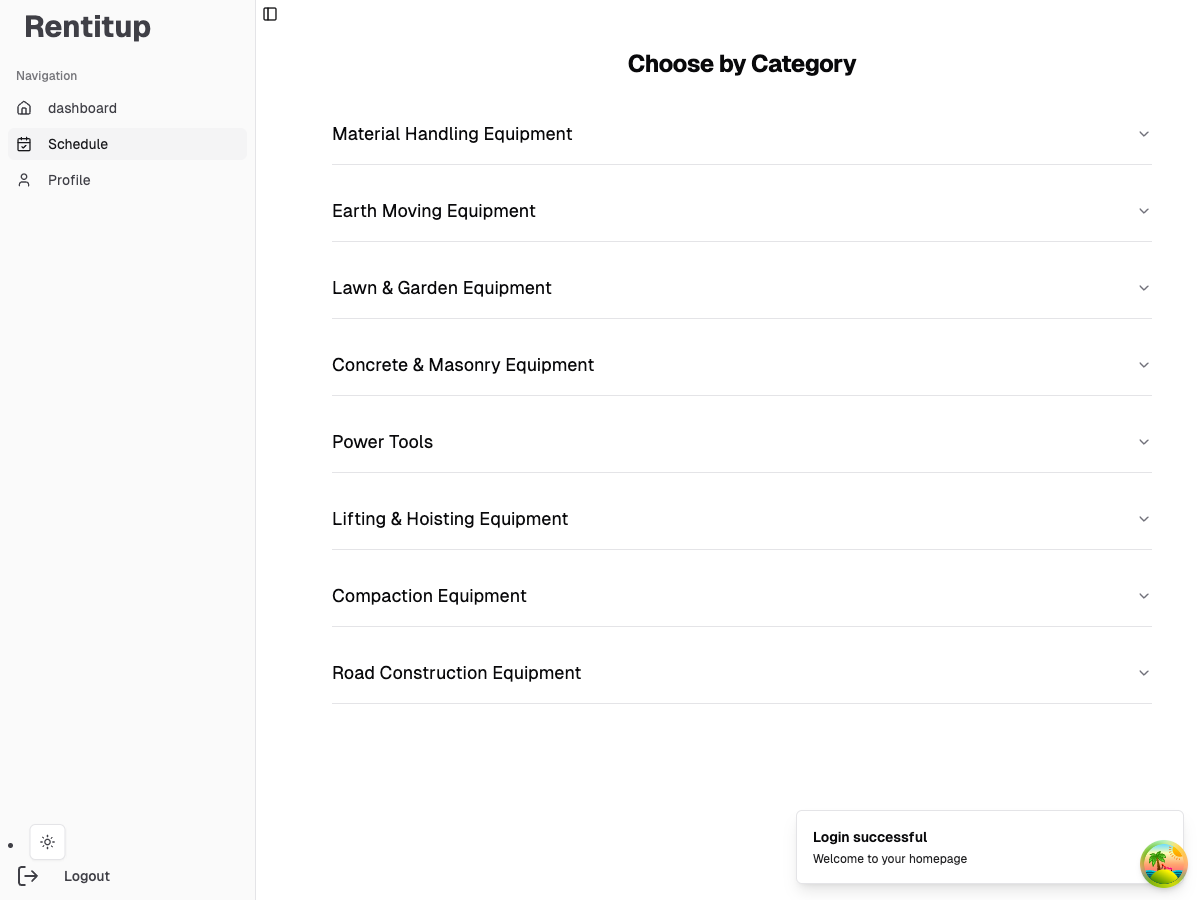 Rentitup
Navigation
dashboard
Schedule
Profile
Logout
Choose by Category
Material Handling Equipment
Earth Moving Equipment
Lawn & Garden Equipment
Concrete & Masonry Equipment
Power Tools
Lifting & Hoisting Equipment
Compaction Equipment
Road Construction Equipment
Login successful
Welcome to your homepage